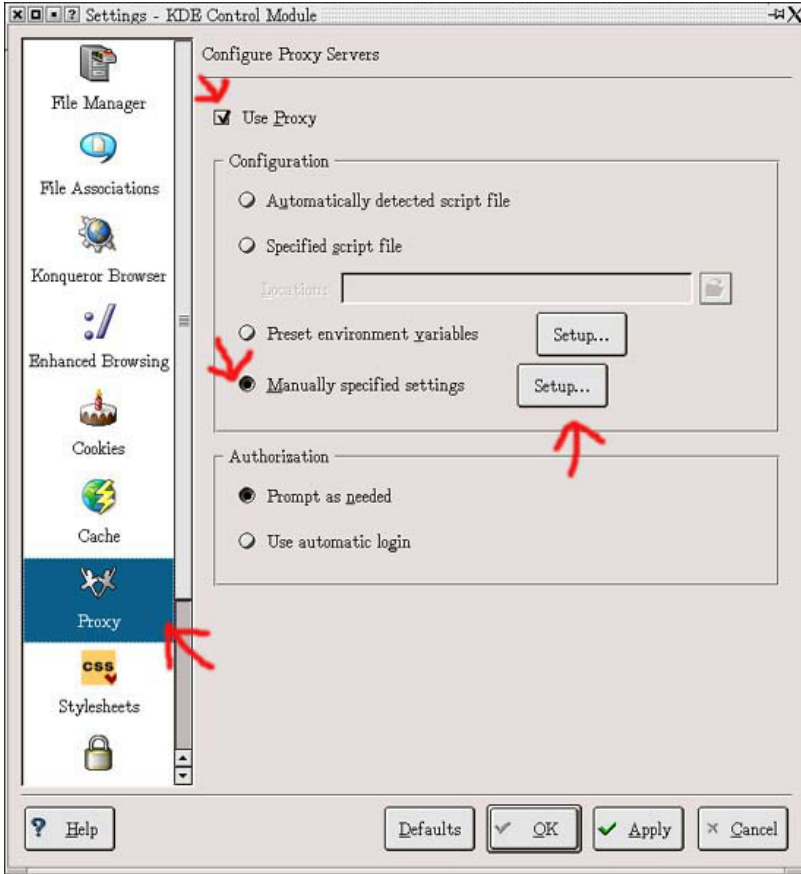 Settings - KDE Control Module
Configure Proxy Servers
File Manager
File Associations
Konqueror Browser
Enhanced Browsing
Cookies
Cache
Proxy
css
Stylesheets
Use Proxy
Configuration
Automatically detected script file
Specified script file
Location:
Preset environment variables
Setup...
Manually specified settings
Setup...
Authorization
Prompt as needed
Use automatic login
? Help
Defaults
OK
Apply
Cancel